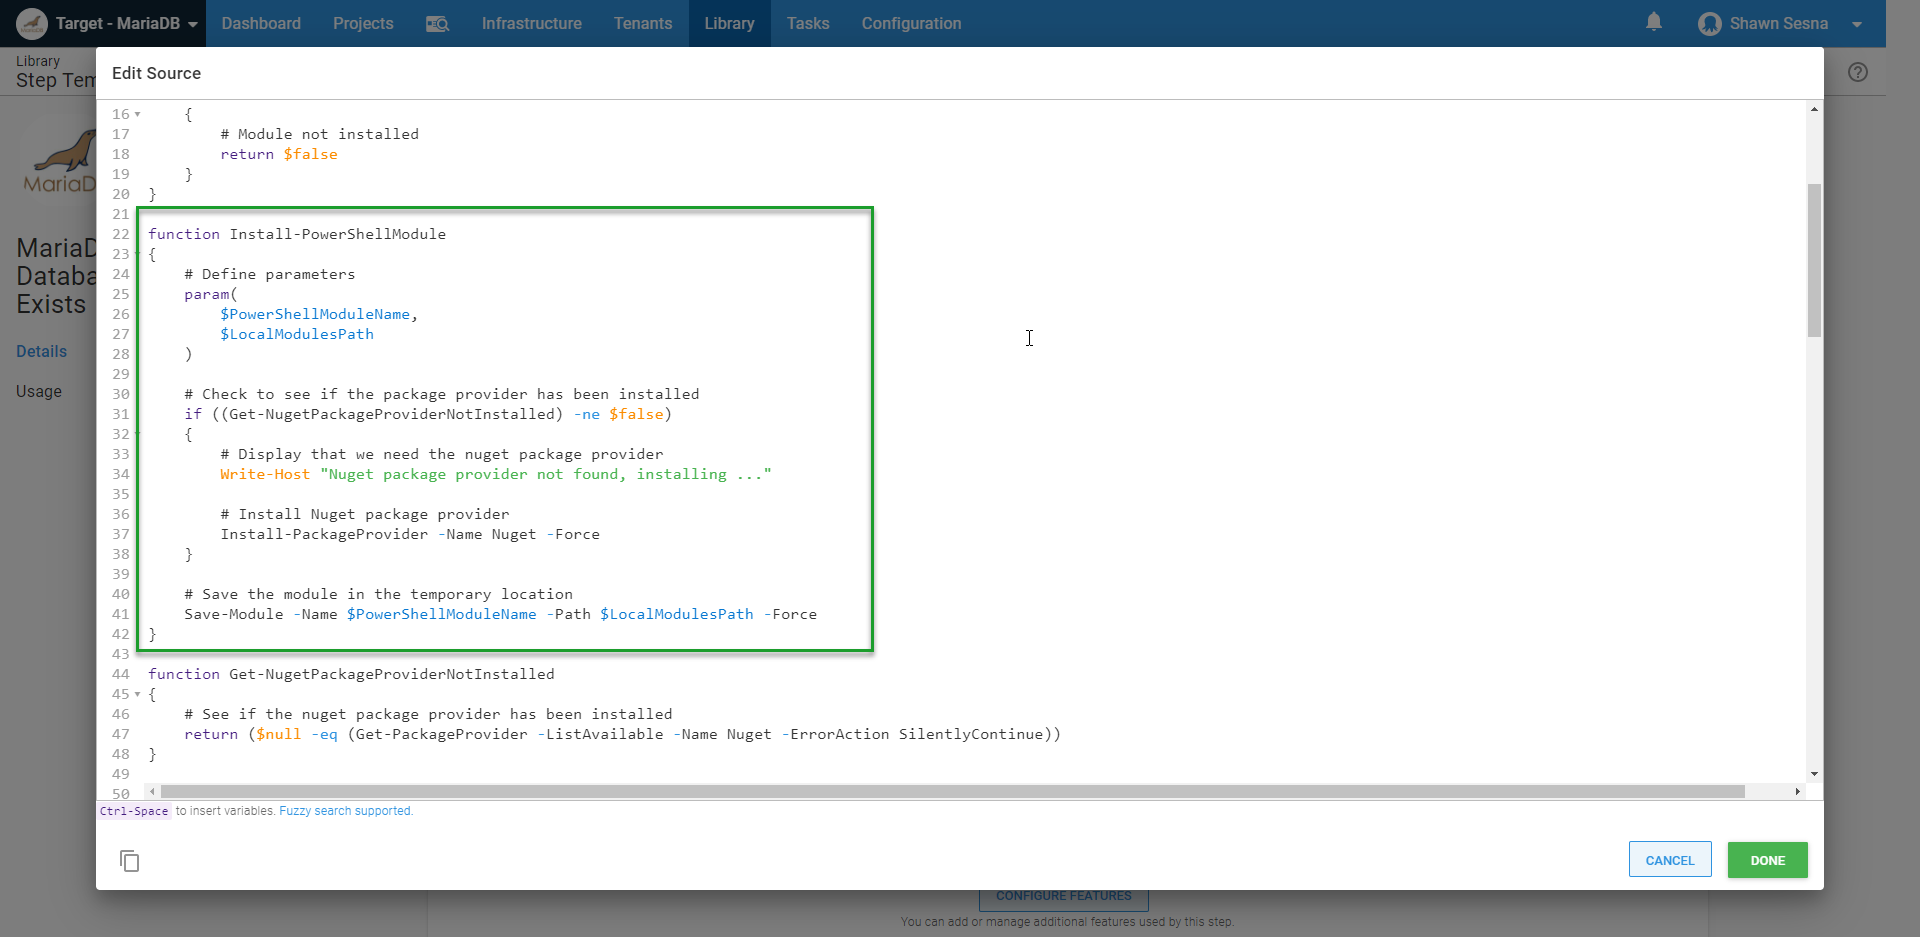 Target - MariaDB
Dashboard
Projects
Infrastructure
Tenants
Library
Tasks
Configuration
Shawn Sesna
Library
Step Tem
MariaD
MariaD
Databa
Exists
Details
Usage
Edit Source
16     {
17         # Module not installed
18         return $false
19     }
20 }
21
22 function Install-PowerShellModule
23 {
24     # Define parameters
25     param(
26         $PowerShellModuleName,
27         $LocalModulesPath
28     )
29
30     # Check to see if the package provider has been installed
31     if ((Get-NugetPackageProviderNotInstalled) -ne $false)
32     {
33         # Display that we need the nuget package provider
34         Write-Host "Nuget package provider not found, installing ..."
35
36         # Install Nuget package provider
37         Install-PackageProvider -Name Nuget -Force
38     }
39
40     # Save the module in the temporary location
41     Save-Module -Name $PowerShellModuleName -Path $LocalModulesPath -Force
42 }
43
44 function Get-NugetPackageProviderNotInstalled
45 {
46     # See if the nuget package provider has been installed
47     return ($null -eq (Get-PackageProvider -ListAvailable -Name Nuget -ErrorAction SilentlyContinue))
48 }
49
50
Ctrl-Space to insert variables. Fuzzy search supported.
CANCEL
DONE
CONFIGURE FEATURES
You can add or manage additional features used by this step.